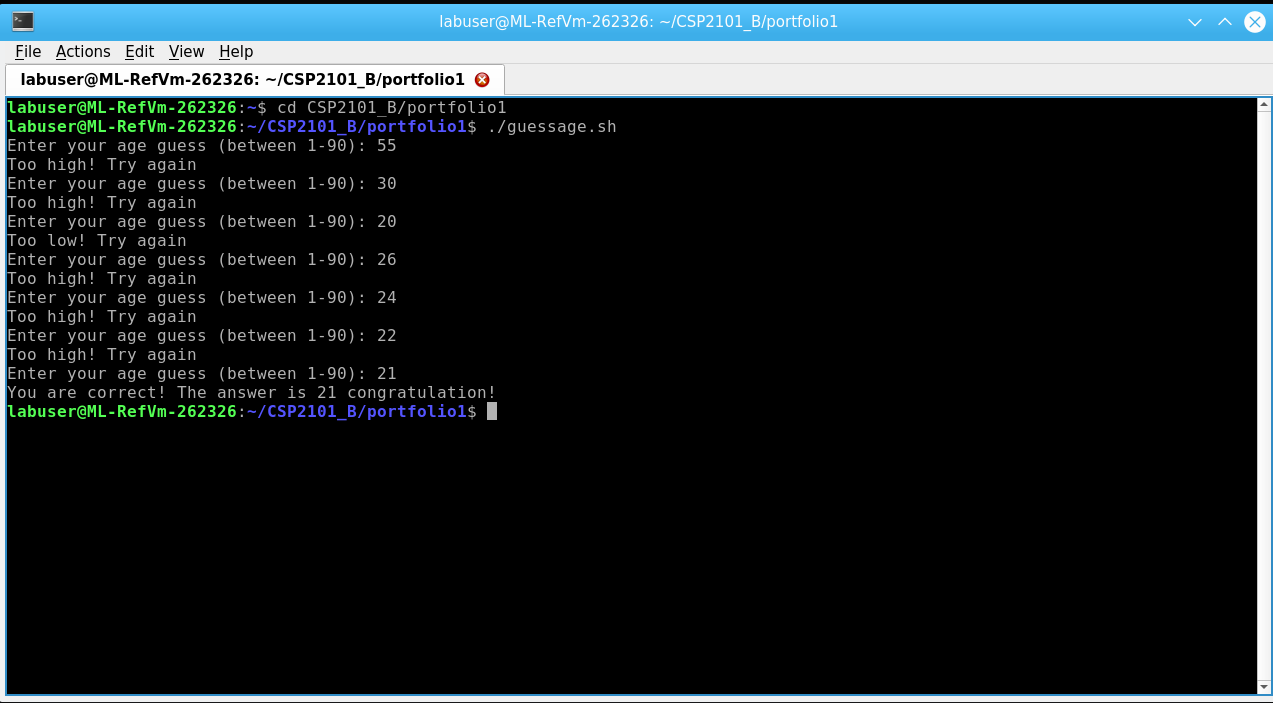 labuser@ML-RefVm-262326: ~/CSP2101_B/portfolio1
File Actions Edit View Help
labuser@ML-RefVm-262326: ~/CSP2101_B/portfolio1
labuser@ML-RefVm-262326:~$ cd CSP2101_B/portfolio1
labuser@ML-RefVm-262326:~/CSP2101_B/portfolio1$ ./guessage.sh
Enter your age guess (between 1-90): 55
Too high! Try again
Enter your age guess (between 1-90): 30
Too high! Try again
Enter your age guess (between 1-90): 20
Too low! Try again
Enter your age guess (between 1-90): 26
Too high! Try again
Enter your age guess (between 1-90): 24
Too high! Try again
Enter your age guess (between 1-90): 22
Too high! Try again
Enter your age guess (between 1-90): 21
You are correct! The answer is 21 congratulation!
labuser@ML-RefVm-262326:~/CSP2101_B/portfolio1$